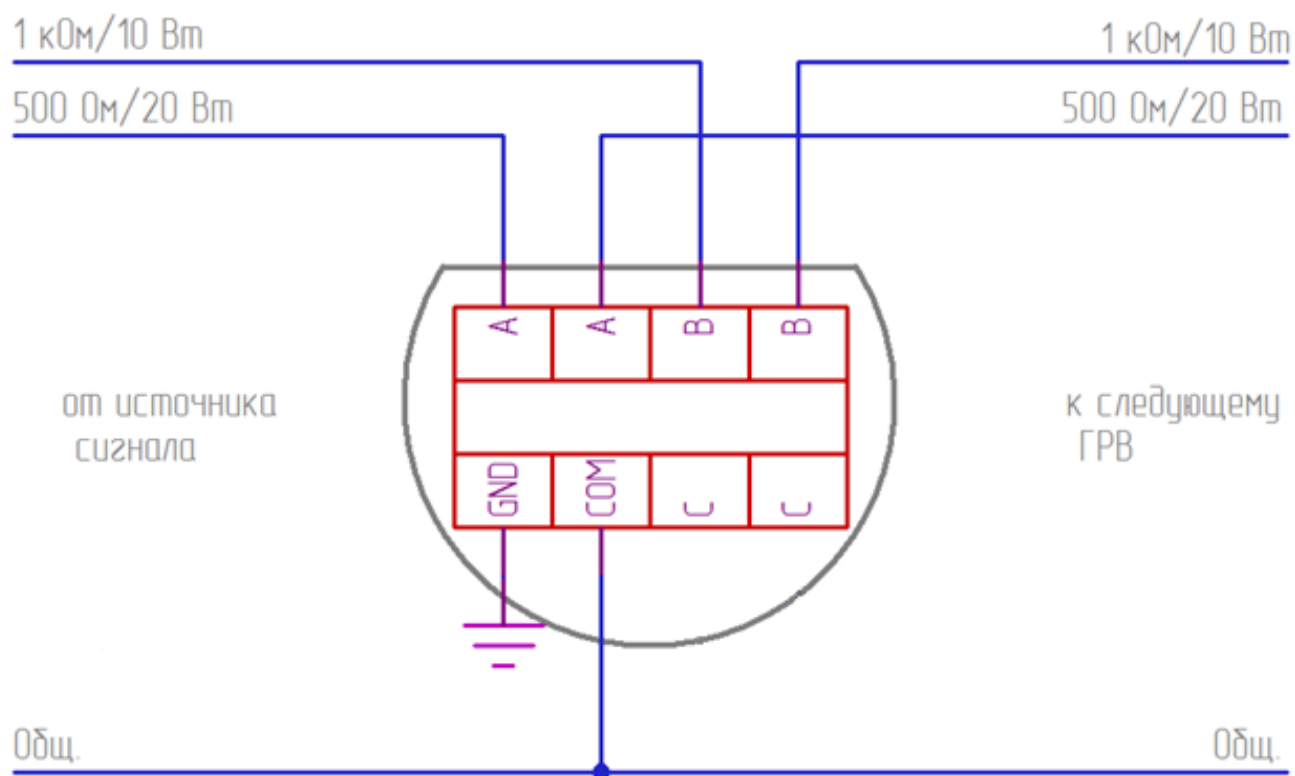 1 кОм/10 Вт
1 кОм/10 Вт
500 Ом/20 Вт
500 Ом/20 Вт
A
A
B
B
от источника
сигнала
к следующему
ГРВ
GND
COM
C
C
Общ.
Общ.